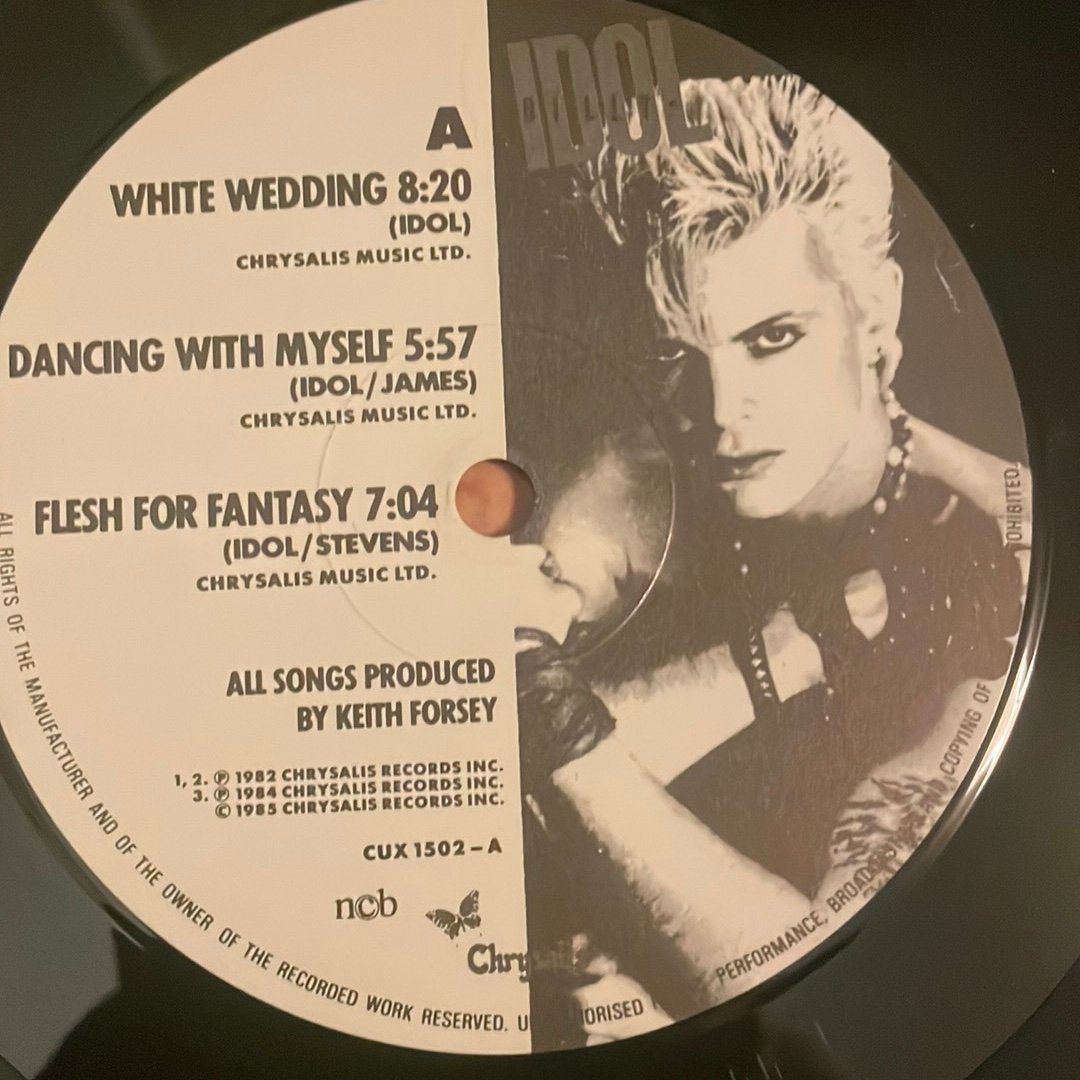 IDOL
BILLY
A
WHITE WEDDING 8:20
(IDOL)
CHRYSALIS MUSIC LTD.
DANCING WITH MYSELF 5:57
(IDOL/JAMES)
CHRYSALIS MUSIC LTD.
FLESH FOR FANTASY 7:04
(IDOL/STEVENS)
CHRYSALIS MUSIC LTD.
ALL SONGS PRODUCED
BY KEITH FORSEY
1, 2. ℗ 1982 CHRYSALIS RECORDS INC.
3. ℗ 1984 CHRYSALIS RECORDS INC.
© 1985 CHRYSALIS RECORDS INC.
CUX 1502 – A
n©b
Chrysalis
ALL RIGHTS OF THE MANUFACTURER AND OF THE OWNER OF THE RECORDED WORK RESERVED. U ORISED PERFORMANCE, COPYING OF OHIBITED.